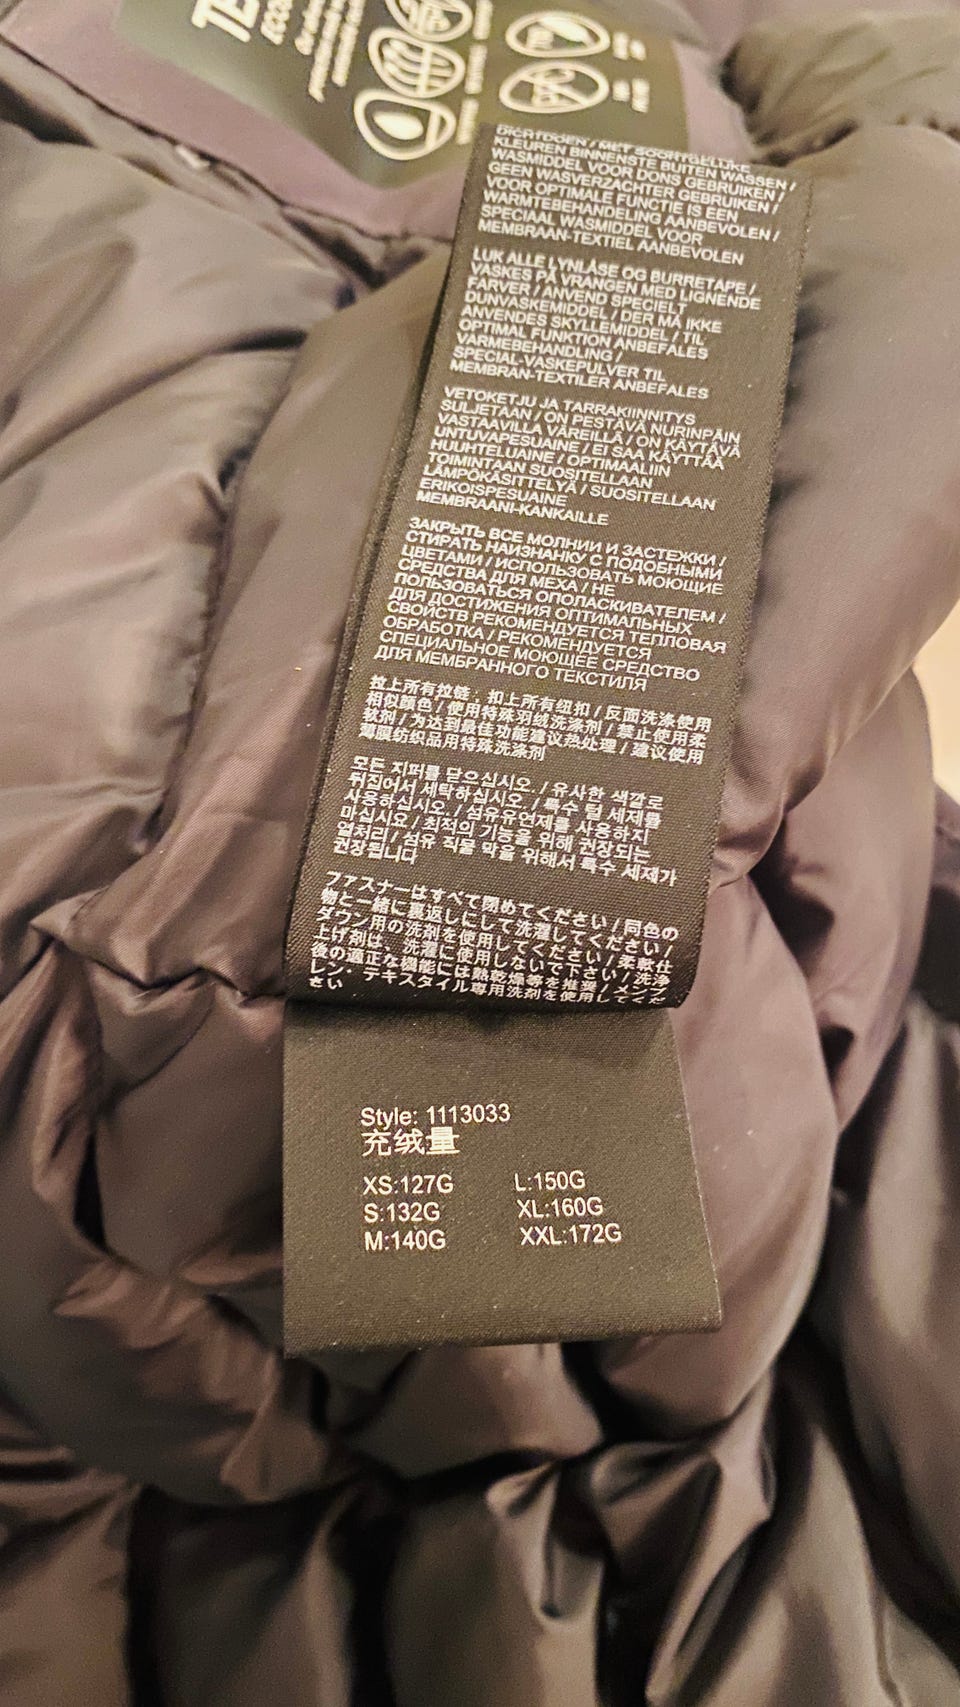 DICHTDOEN / MET SOORTGELIJKE
KLEUREN BINNENSTE BUITEN WASSEN /
WASMIDDEL VOOR DONS GEBRUIKEN /
GEEN WASVERZACHTER GEBRUIKEN /
VOOR OPTIMALE FUNCTIE IS EEN
WARMTEBEHANDELING AANBEVOLEN /
SPECIAAL WASMIDDEL VOOR
MEMBRAAN-TEXTIEL AANBEVOLEN
LUK ALLE LYNLÅSE OG BURRETAPE /
VASKES PÅ VRANGEN MED LIGNENDE
FARVER / ANVEND SPECIELT
DUNVASKEMIDDEL / DER MÅ IKKE
ANVENDES SKYLLEMIDDEL / TIL
OPTIMAL FUNKTION ANBEFALES
VARMEBEHANDLING /
SPECIAL-VASKEPULVER TIL
MEMBRAN-TEXTILER ANBEFALES
VETOKETJU JA TARRAKIINNITYS
SULJETAAN / ON PESTÄVÄ NURINPÄIN
VASTAAVILLA VÄREILLÄ / ON KÄYTÄVÄ
UNTUVAPESUAINE / EI SAA KÄYTTÄÄ
HUUHTELUAINE / OPTIMAALIIN
TOIMINTAAN SUOSITELLAAN
LÄMPÖKÄSITTELYÄ / SUOSITELLAAN
ERIKOISPESUAINE
MEMBRAANI-KANKAILLE
ЗАКРЫТЬ ВСЕ МОЛНИИ И ЗАСТЕЖКИ /
СТИРАТЬ НАИЗНАНКУ С ПОДОБНЫМИ
ЦВЕТАМИ / ИСПОЛЬЗОВАТЬ МОЮЩИЕ
СРЕДСТВА ДЛЯ МЕХА / НЕ
ПОЛЬЗОВАТЬСЯ ОПОЛАСКИВАТЕЛЕМ /
ДЛЯ ДОСТИЖЕНИЯ ОПТИМАЛЬНЫХ
СВОЙСТВ РЕКОМЕНДУЕТСЯ ТЕПЛОВАЯ
ОБРАБОТКА / РЕКОМЕНДУЕТСЯ
СПЕЦИАЛЬНОЕ МОЮЩЕЕ СРЕДСТВО
ДЛЯ МЕМБРАННОГО ТЕКСТИЛЯ
拉上所有拉链，扣上所有纽扣 / 反面洗涤使用
相似颜色 / 使用特殊羽绒洗涤剂 / 禁止使用柔
软剂 / 为达到最佳功能建议热处理 / 建议使用
薄膜纺织品用特殊洗涤剂
모든 지퍼를 닫으십시오. / 유사한 색깔로
뒤집어서 세탁하십시오. / 특수 털 세제를
사용하십시오. / 섬유유연제를 사용하지
마십시요 / 최적의 기능을 위해 권장되는
열처리 / 섬유 직물 막을 위해서 특수 세제가
권장됩니다
ファスナーはすべて閉めてください / 同色の
物と一緒に裏返しにして洗濯してください /
ダウン用の洗剤を使用してください / 柔軟仕
上げ剤は、洗濯に使用しないで下さい / 洗浄
後の適正な機能には熱乾燥等を推奨 / メンブ
レン・テキスタイル専用洗剤を使用してくだ
さい
Style: 1113033
充绒量
XS:127G L:150G
S:132G XL:160G
M:140G XXL:172G